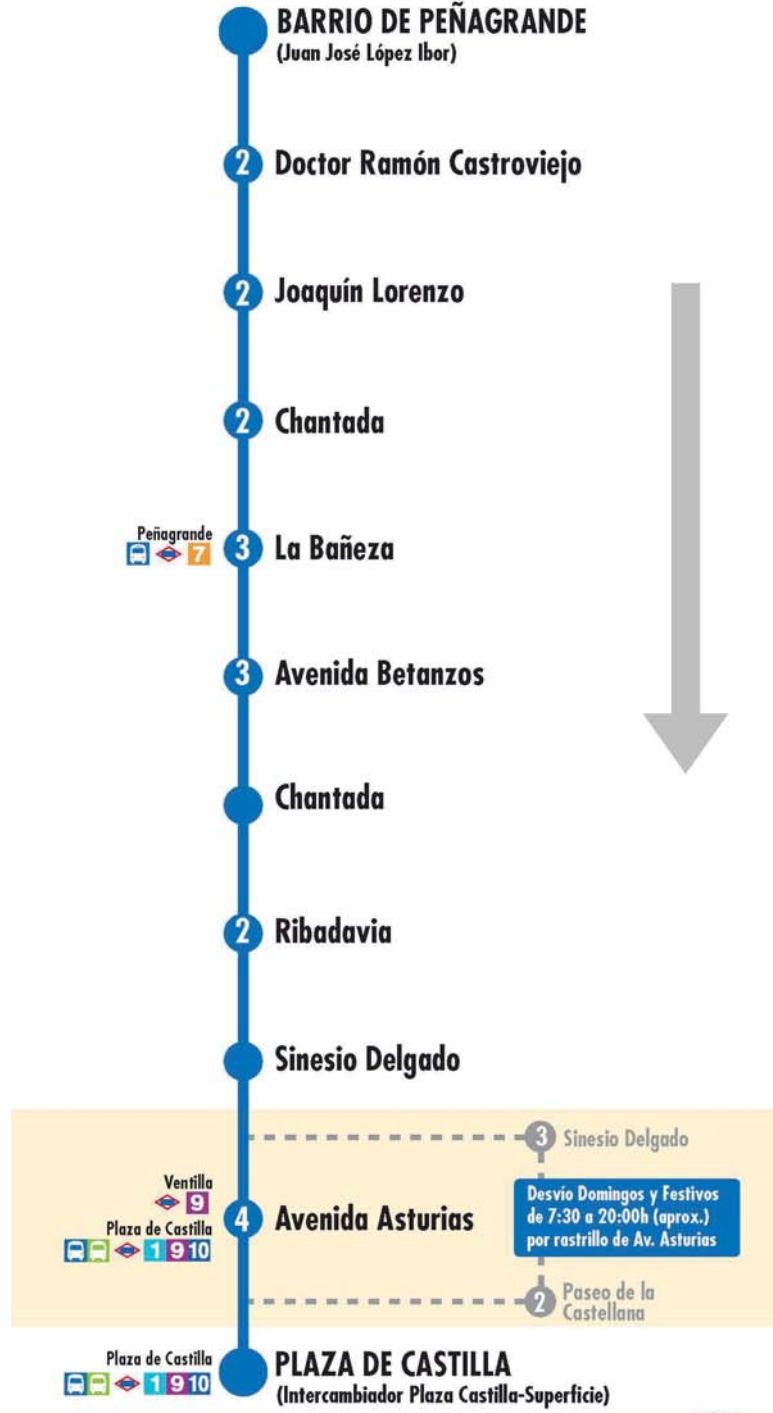 BARRIO DE PEÑAGRANDE
(Juan José López Ibor)
2 Doctor Ramón Castroviejo
2 Joaquín Lorenzo
2 Chantada
Peñagrande
7
3 La Bañeza
3 Avenida Betanzos
Chantada
2 Ribadavia
Sinesio Delgado
3 Sinesio Delgado
Ventilla
9
Plaza de Castilla
1 9 10
4 Avenida Asturias
Desvío Domingos y Festivos
de 7:30 a 20:00h (aprox.)
por rastrillo de Av. Asturias
2 Paseo de la
Castellana
Plaza de Castilla
1 9 10
PLAZA DE CASTILLA
(Intercambiador Plaza Castilla-Superficie)